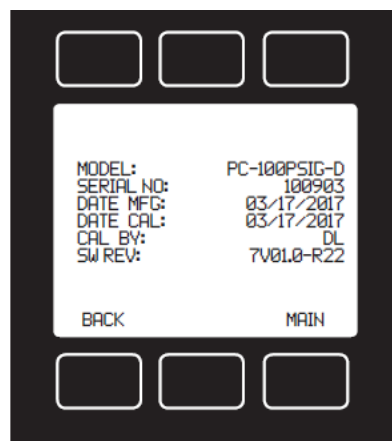 MODEL: PC-100PSIG-D
SERIAL NO: 100903
DATE MFG: 03/17/2017
DATE CAL: 03/17/2017
CAL BY: DL
SW REV: 7V01.0-R22
BACK MAIN